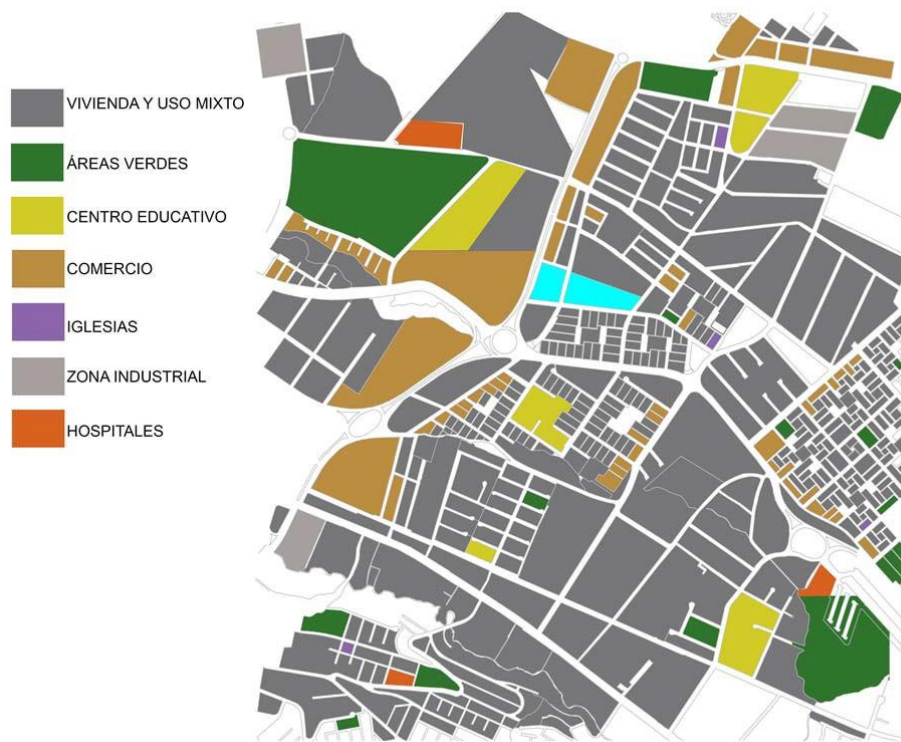 VIVIENDA Y USO MIXTO
ÁREAS VERDES
CENTRO EDUCATIVO
COMERCIO
IGLESIAS
ZONA INDUSTRIAL
HOSPITALES